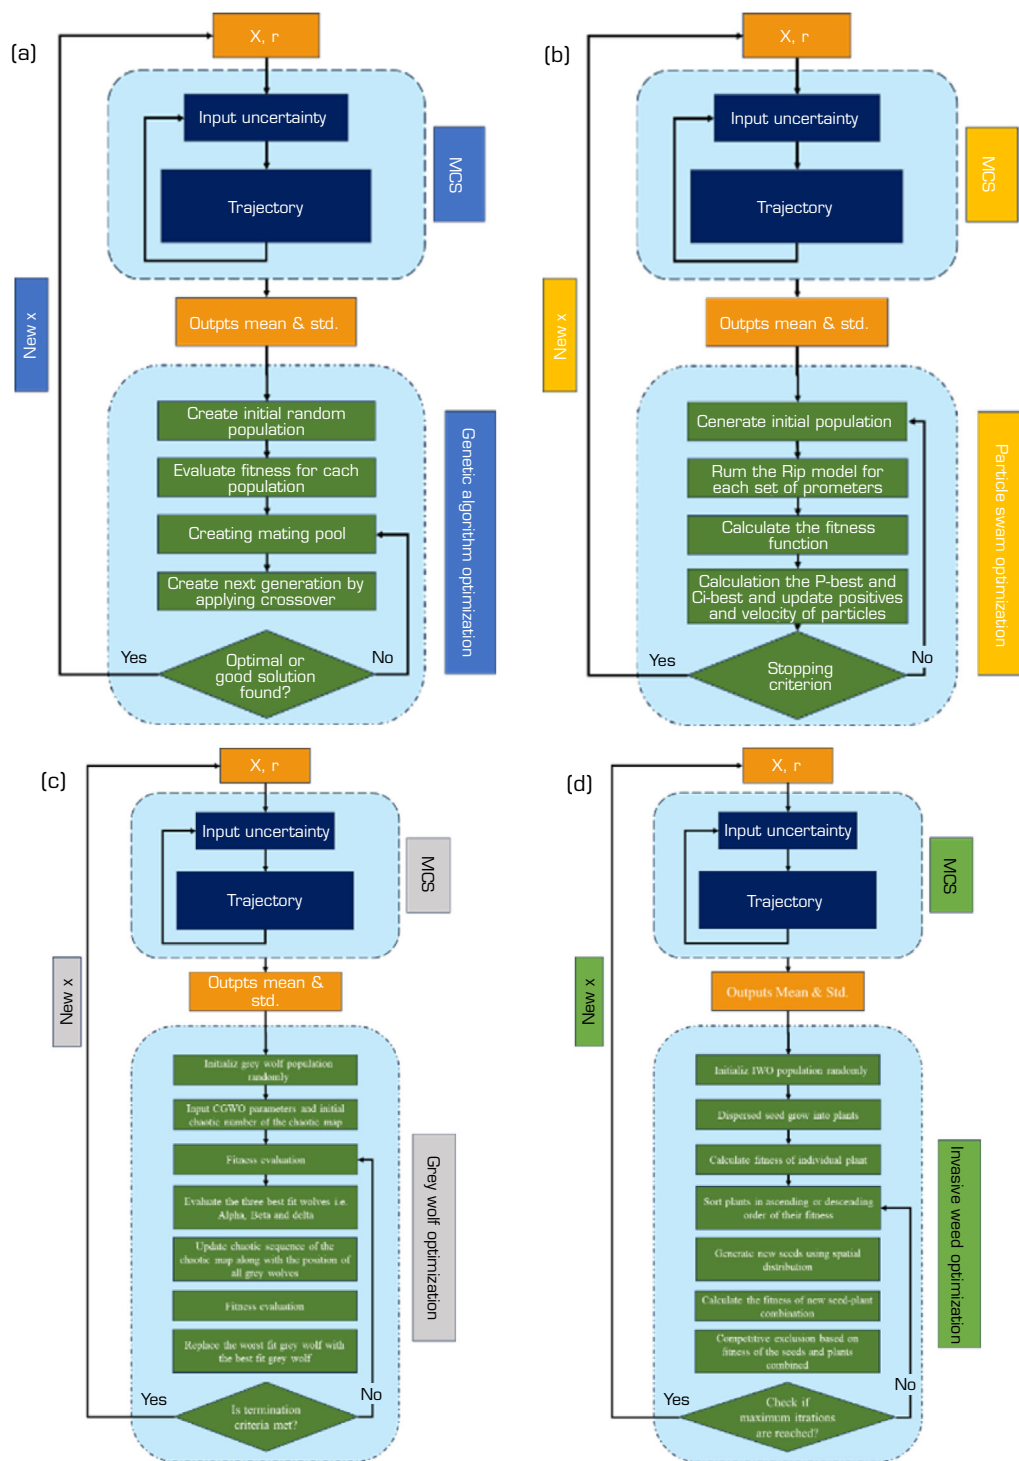 (a)
X, r
Input uncertainty
Trajectory
MCS
New x
Outpts mean & std.
Create initial random
population
Evaluate fitness for cach
population
Creating mating pool
Create next generation by
applying crossover
Optimal or
good solution
found?
Yes
No
Genetic algorithm optimization
(b)
X, r
Input uncertainty
Trajectory
MCS
New x
Outpts mean & std.
Cenerate initial population
Rum the Rip model for
each set of prometers
Calculate the fitness
function
Calculation the P-best and
Ci-best and update positives
and velocity of particles
Stopping
criterion
Yes
No
Particle swam optimization
(c)
X, r
Input uncertainty
Trajectory
MCS
New x
Outpts mean &
std.
Initializ grey wolf population
randomly
Input CGWO parameters and initial
chaotic number of the chaotic map
Fitness evaluation
Evaluate the three best fit wolves i.e.
Alpha, Beta and delta
Update chaotic sequence of the
chaotic map along with the position of
all grey wolves
Fitness evaluation
Replace the worst fit grey wolf with
the best fit grey wolf
Is termination
criteria met?
Yes
No
Grey wolf optimization
(d)
X, r
Input uncertainty
Trajectory
MCS
New x
Outputs Mean & Std.
Initializ IWO population randomly
Dispersed seed grow into plants
Calculate fitness of individual plant
Sort plants in ascending or descending
order of their fitness
Generate new seeds using spatial
distribution
Calculate the fitness of new seed-plant
combination
Competitive exclusion based on
fitness of the seeds and plants
combined
Check if
maximum itrations
are reached?
Yes
No
Invasive weed optimization